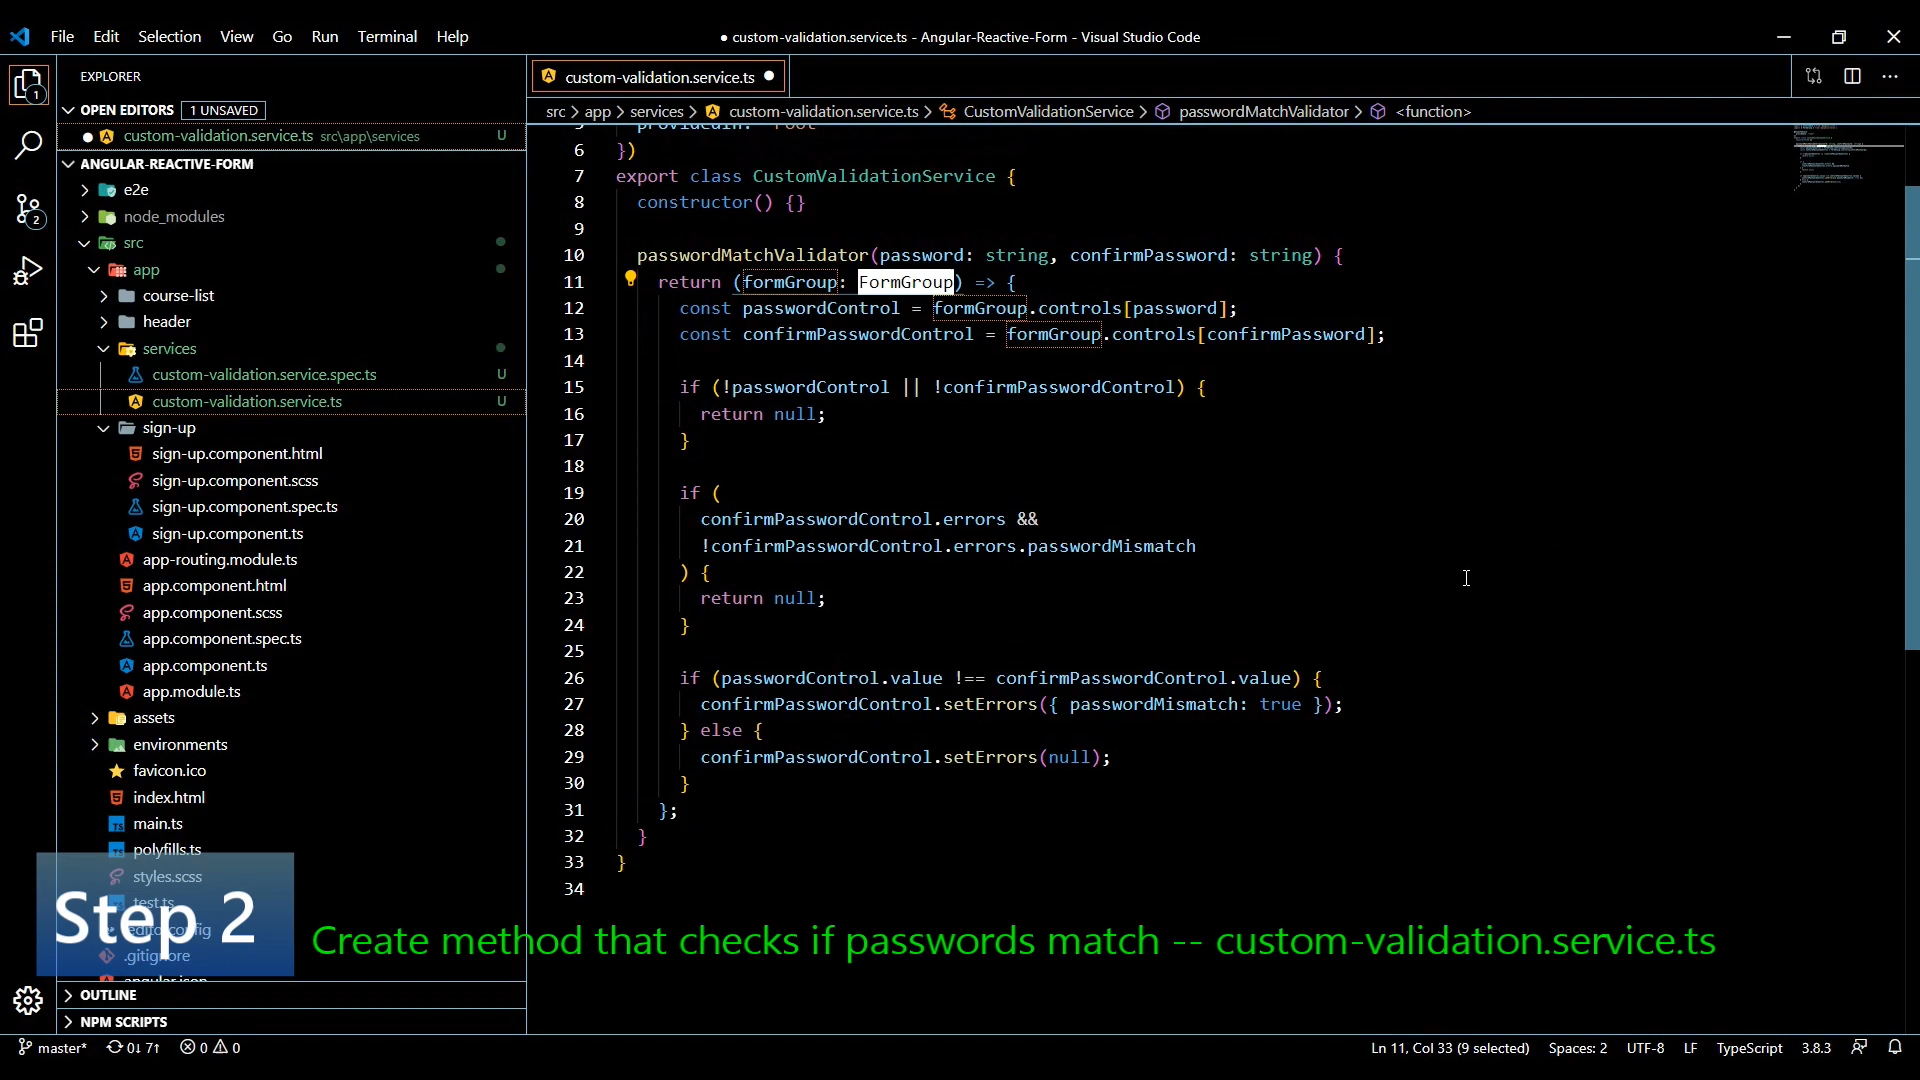 File Edit Selection View Go Run Terminal Help
● custom-validation.service.ts - Angular-Reactive-Form - Visual Studio Code
EXPLORER
OPEN EDITORS 1 UNSAVED
custom-validation.service.ts src\app\services U
ANGULAR-REACTIVE-FORM
e2e
node_modules
src
app
course-list
header
services
custom-validation.service.spec.ts U
custom-validation.service.ts U
sign-up
sign-up.component.html
sign-up.component.scss
sign-up.component.spec.ts
sign-up.component.ts
app-routing.module.ts
app.component.html
app.component.scss
app.component.spec.ts
app.component.ts
app.module.ts
assets
environments
favicon.ico
index.html
main.ts
polyfills.ts
styles.scss
test.ts
.editorconfig
.gitignore
angular.json
OUTLINE
NPM SCRIPTS
1
2
custom-validation.service.ts
src > app > services > custom-validation.service.ts > CustomValidationService > passwordMatchValidator > <function>
5 providedIn: 'root'
6 })
7 export class CustomValidationService {
8 constructor() {}
9
10 passwordMatchValidator(password: string, confirmPassword: string) {
11 return (formGroup: FormGroup) => {
12 const passwordControl = formGroup.controls[password];
13 const confirmPasswordControl = formGroup.controls[confirmPassword];
14
15 if (!passwordControl || !confirmPasswordControl) {
16 return null;
17 }
18
19 if (
20 confirmPasswordControl.errors &&
21 !confirmPasswordControl.errors.passwordMismatch
22 ) {
23 return null;
24 }
25
26 if (passwordControl.value !== confirmPasswordControl.value) {
27 confirmPasswordControl.setErrors({ passwordMismatch: true });
28 } else {
29 confirmPasswordControl.setErrors(null);
30 }
31 };
32 }
33 }
34
Step 2
Create method that checks if passwords match -- custom-validation.service.ts
master* 0↓ 7↑ 0 0
Ln 11, Col 33 (9 selected) Spaces: 2 UTF-8 LF TypeScript 3.8.3